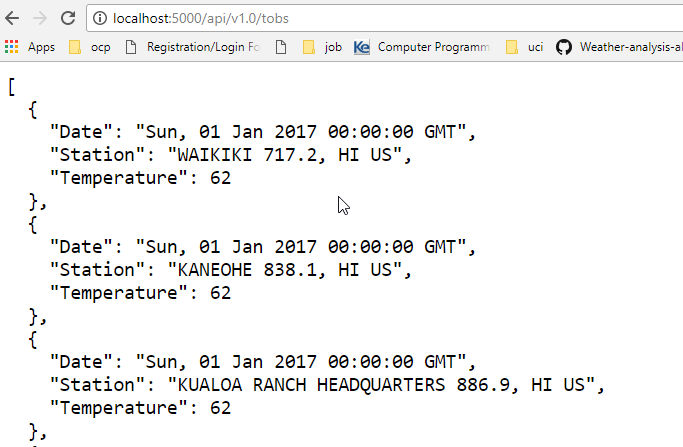 localhost:5000/api/v1.0/tobs
Apps ocp Registration/Login Fo job Ke Computer Programm uci Weather-analysis-al
[
{
"Date": "Sun, 01 Jan 2017 00:00:00 GMT",
"Station": "WAIKIKI 717.2, HI US",
"Temperature": 62
},
{
"Date": "Sun, 01 Jan 2017 00:00:00 GMT",
"Station": "KANEOHE 838.1, HI US",
"Temperature": 62
},
{
"Date": "Sun, 01 Jan 2017 00:00:00 GMT",
"Station": "KUALOA RANCH HEADQUARTERS 886.9, HI US",
"Temperature": 62
},